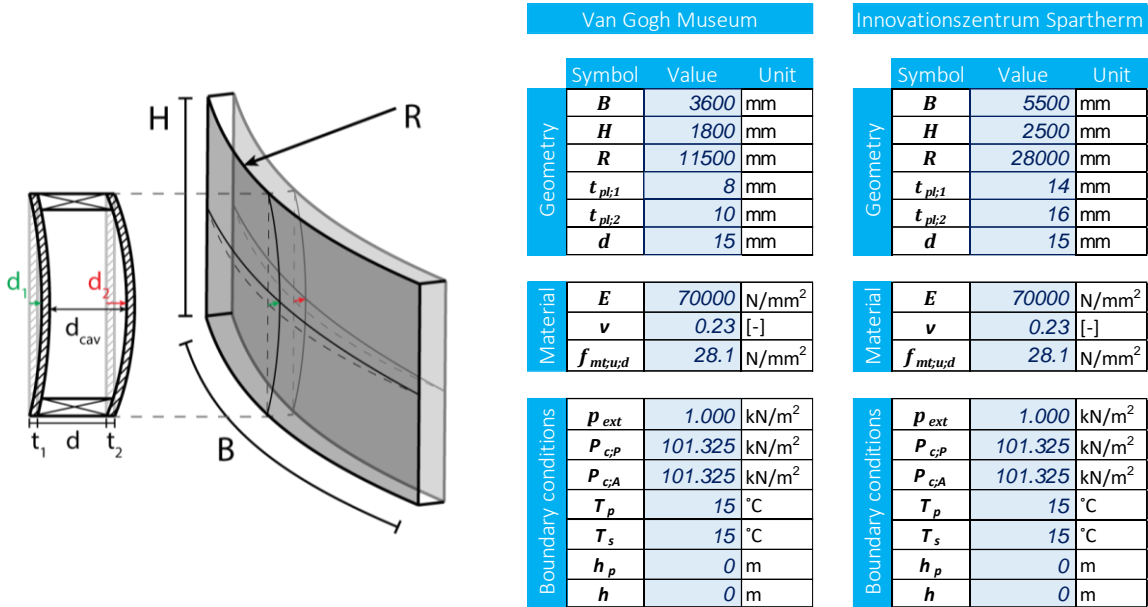 H
R
d₁
d₂
d_cav
t₁ d t₂
B
Van Gogh Museum
Symbol Value Unit
Geometry
B 3600 mm
H 1800 mm
R 11500 mm
t pl;1 8 mm
t pl;2 10 mm
d 15 mm
Material
E 70000 N/mm²
ν 0.23 [-]
f mt;u;d 28.1 N/mm²
Boundary conditions
p ext 1.000 kN/m²
P c;P 101.325 kN/m²
P c;A 101.325 kN/m²
T p 15 °C
T s 15 °C
h p 0 m
h 0 m
Innovationszentrum Spartherm
Symbol Value Unit
Geometry
B 5500 mm
H 2500 mm
R 28000 mm
t pl;1 14 mm
t pl;2 16 mm
d 15 mm
Material
E 70000 N/mm²
ν 0.23 [-]
f mt;u;d 28.1 N/mm²
Boundary conditions
p ext 1.000 kN/m²
P c;P 101.325 kN/m²
P c;A 101.325 kN/m²
T p 15 °C
T s 15 °C
h p 0 m
h 0 m